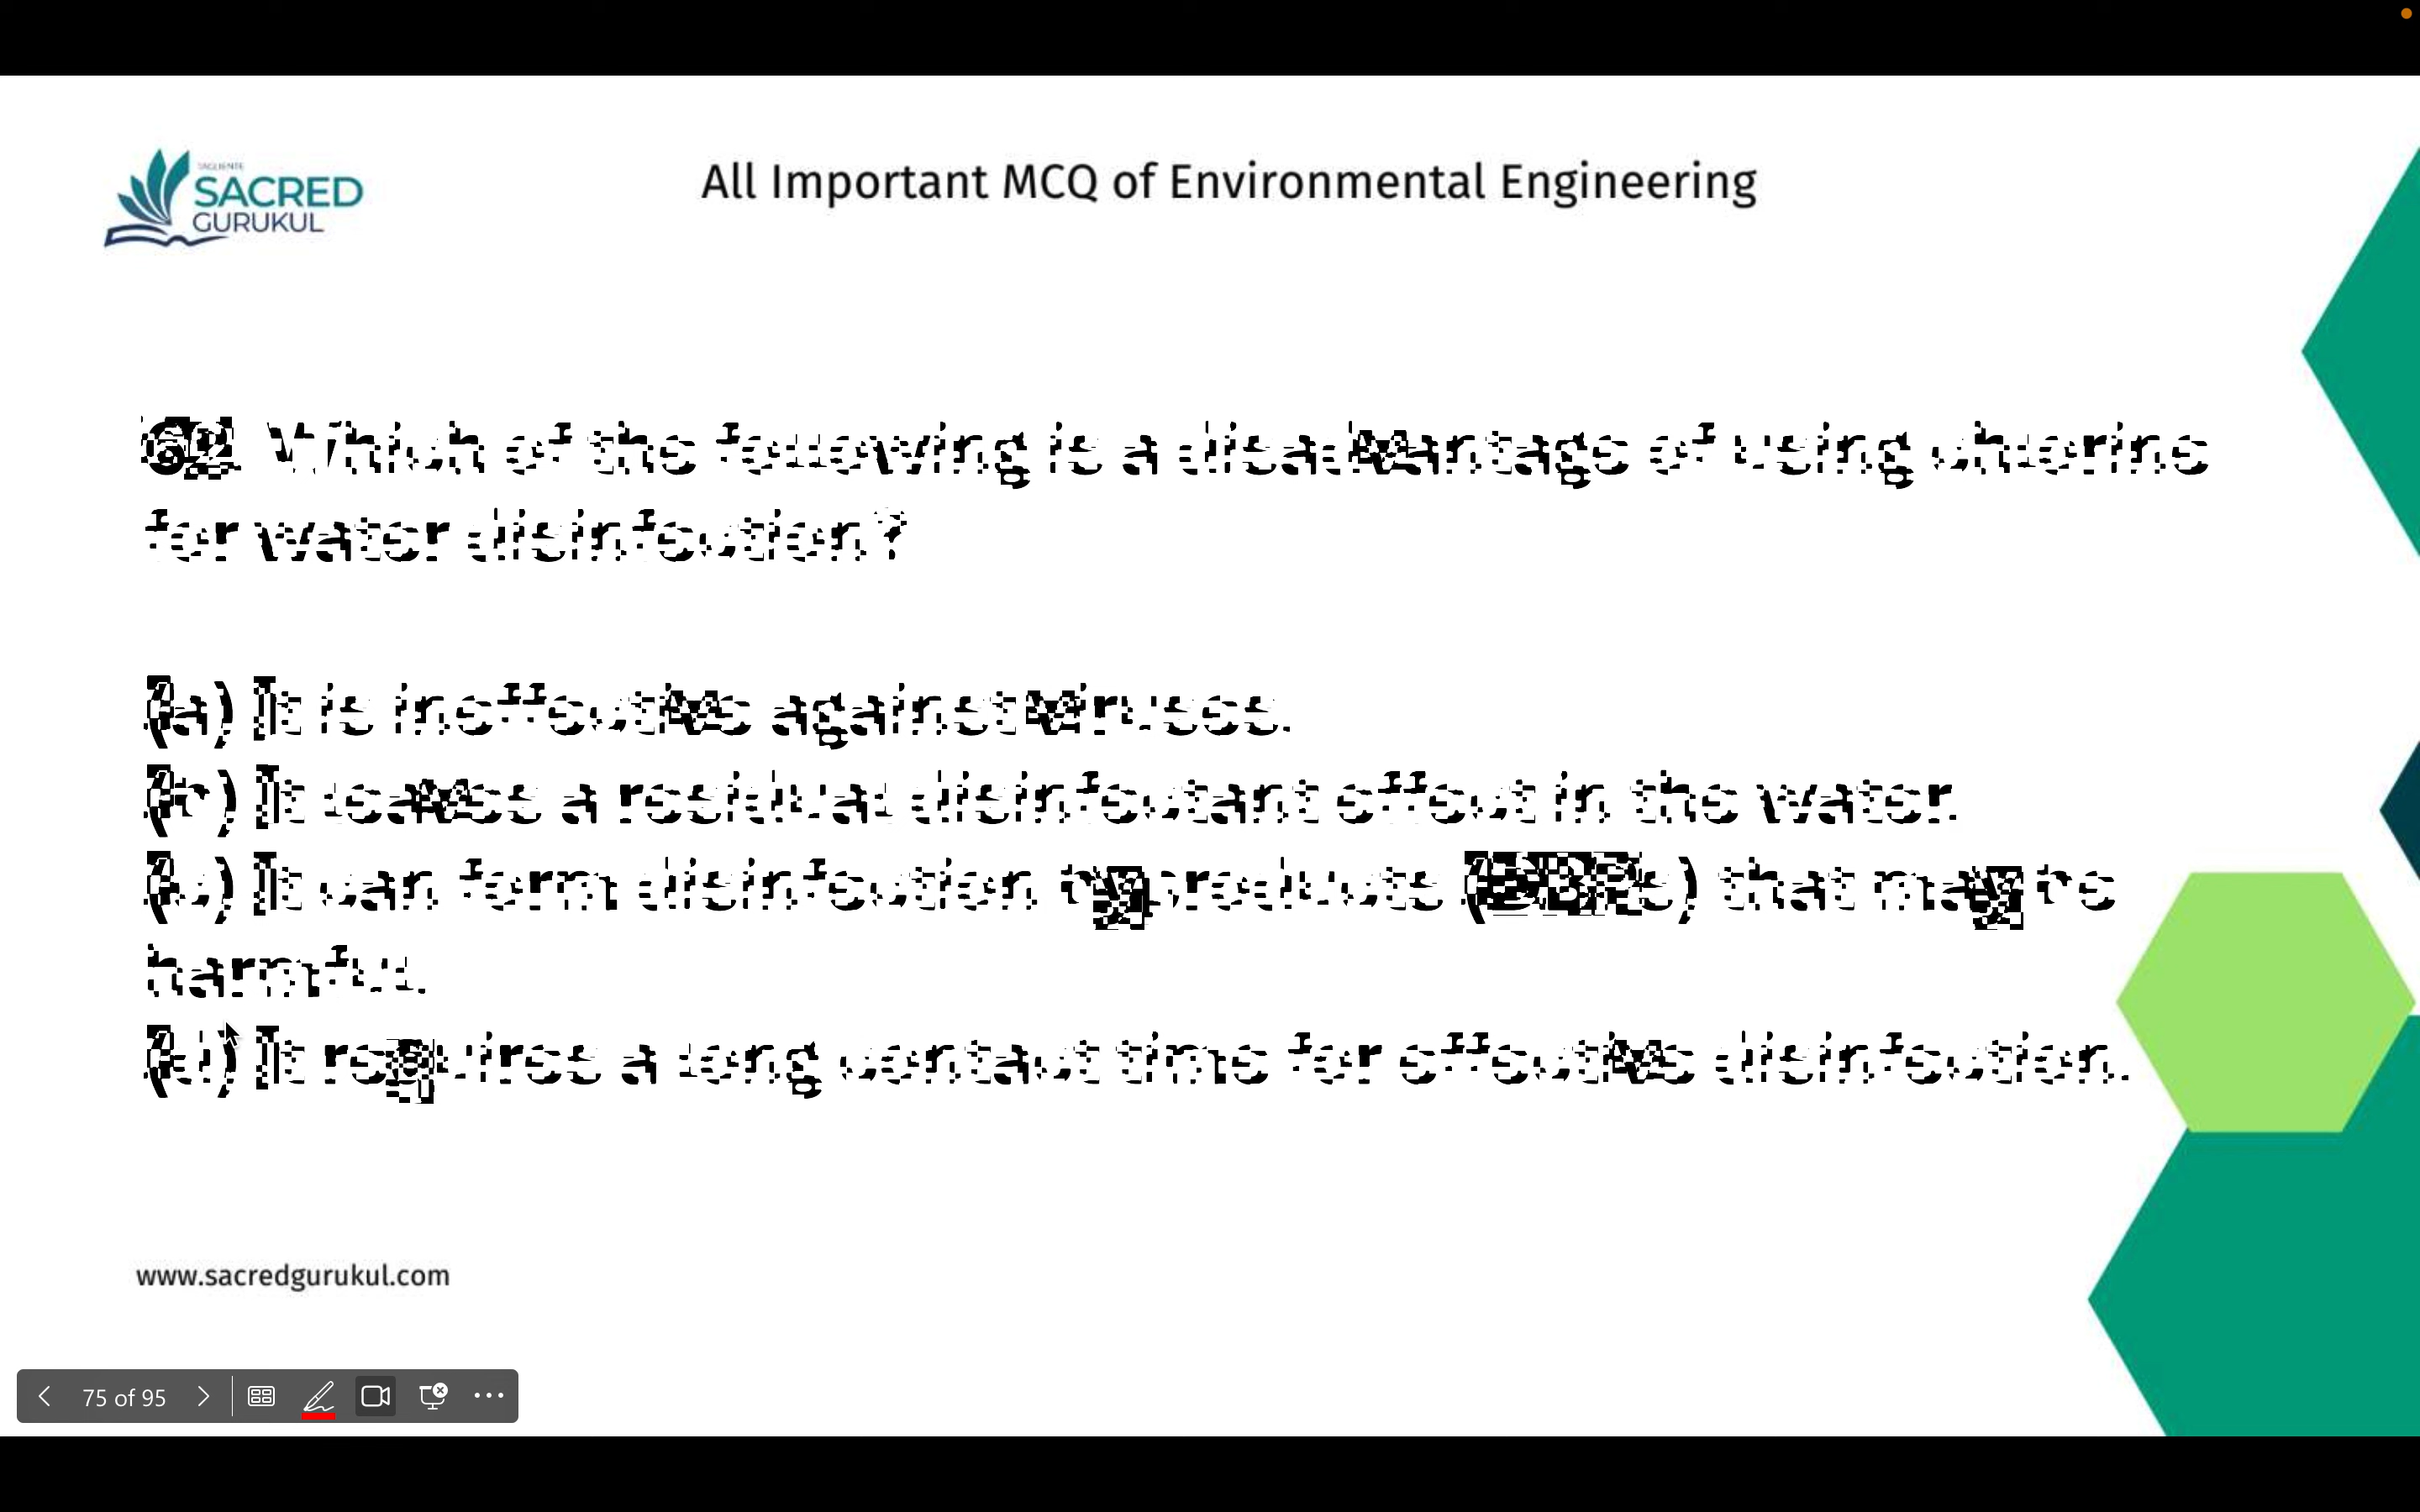 SAGLIENTE
SACRED
GURUKUL
All Important MCQ of Environmental Engineering
62. Which of the following is a disadvantage of using chlorine
for water disinfection?
(a) It is ineffective against viruses.
(b) It leaves a residual disinfectant effect in the water.
(c) It can form disinfection byproducts (DBPs) that may be
harmful.
(d) It requires a long contact time for effective disinfection.
www.sacredgurukul.com
75 of 95